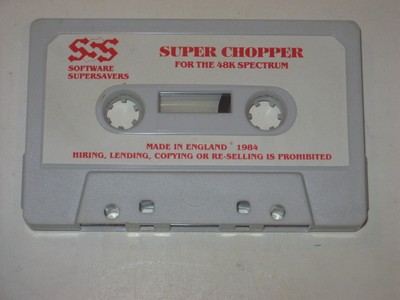 SSS
SOFTWARE
SUPERSAVERS
SUPER CHOPPER
FOR THE 48K SPECTRUM
MADE IN ENGLAND 1984
HIRING, LENDING, COPYING OR RE-SELLING IS PROHIBITED